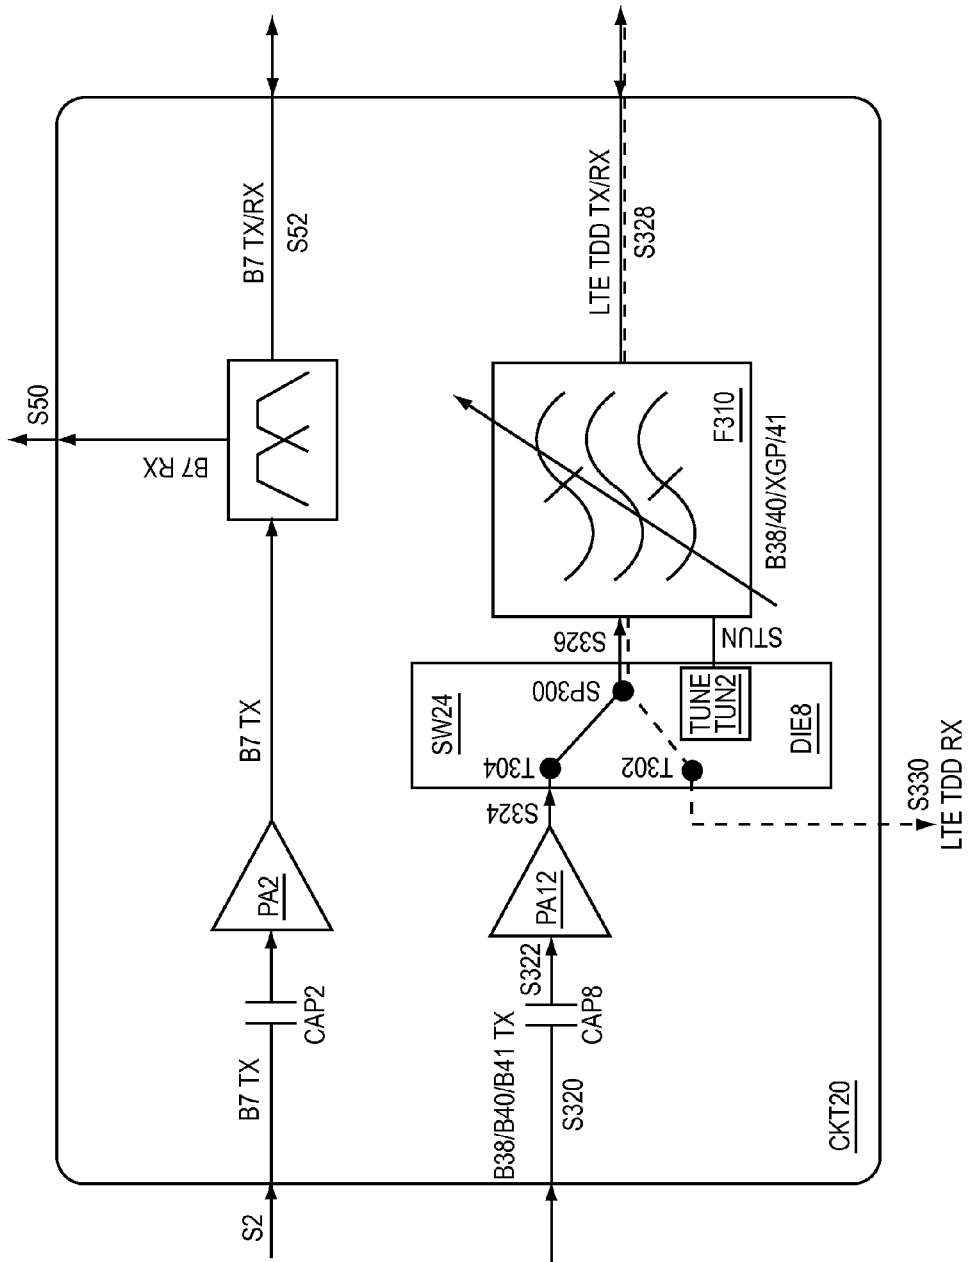 S2
B7 TX
CAP2
PA2
B7 TX
B7 RX
S50
B7 TX/RX
S52
B38/B40/B41 TX
S320
CAP8
S322
PA12
S324
SW24
T304
T302
SP300
TUNE
TUN2
DIE8
S326
STUN
F310
B38/40/XGP/41
LTE TDD TX/RX
S328
S330
LTE TDD RX
CKT20